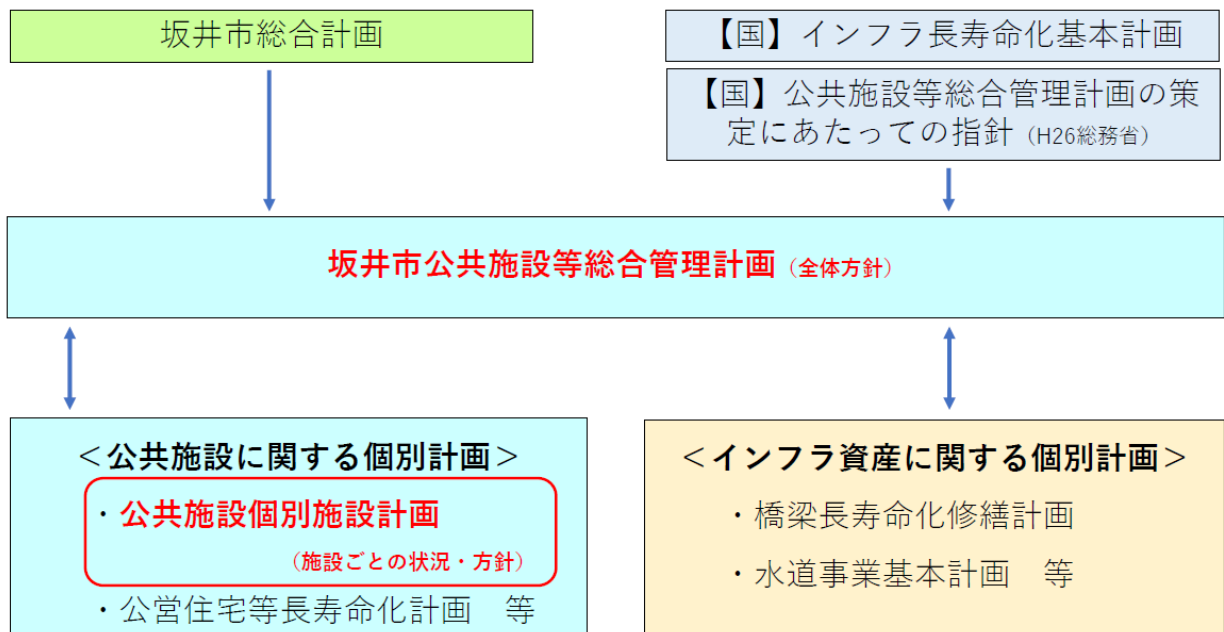 坂井市総合計画
【国】インフラ長寿命化基本計画
【国】公共施設等総合管理計画の策
定にあたっての指針（H26総務省）
坂井市公共施設等総合管理計画（全体方針）
＜公共施設に関する個別計画＞
・公共施設個別施設計画
（施設ごとの状況・方針）
・公営住宅等長寿命化計画　等
＜インフラ資産に関する個別計画＞
・橋梁長寿命化修繕計画
・水道事業基本計画　等